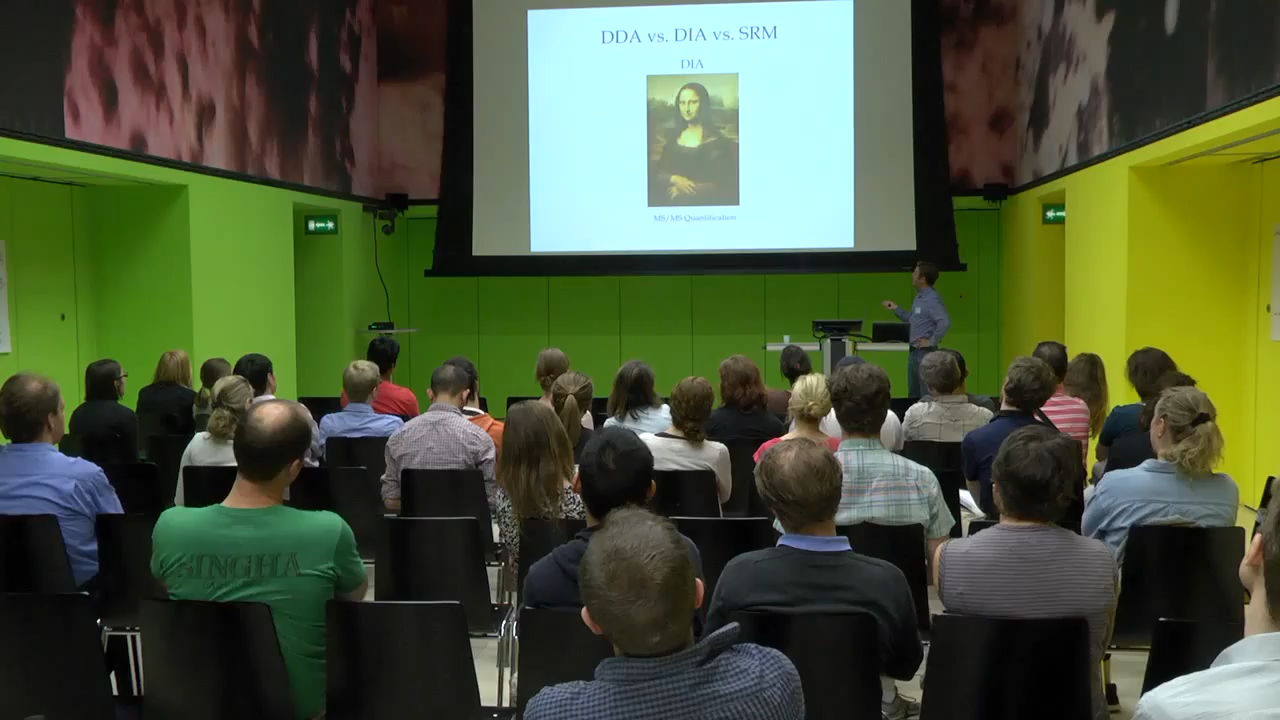 DDA vs. DIA vs. SRM
DIA
MS/MS Quantification
SINGHA